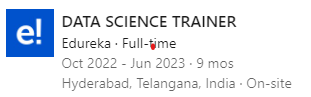 e!
DATA SCIENCE TRAINER
Edureka · Full-time
Oct 2022 - Jun 2023 · 9 mos
Hyderabad, Telangana, India · On-site